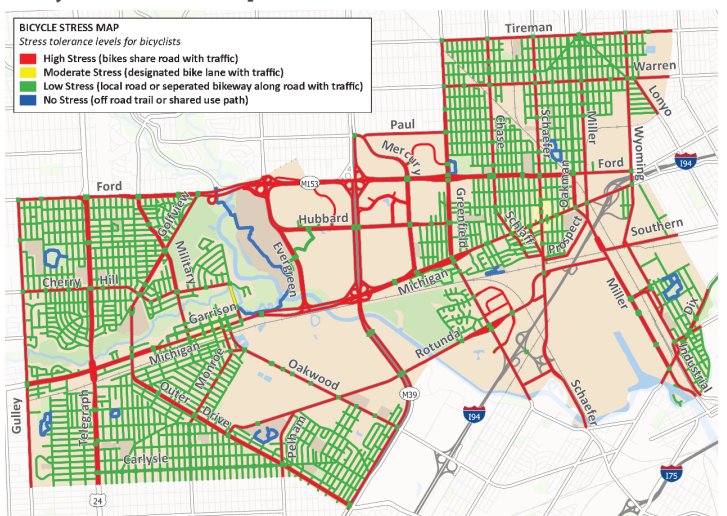 BICYCLE STRESS MAP
Stress tolerance levels for bicyclists
High Stress (bikes share road with traffic)
Moderate Stress (designated bike lane with traffic)
Low Stress (local road or seperated bikeway along road with traffic)
No Stress (off road trail or shared use path)
Tireman
Warren
Lonyo
Paul
Mercury
Chase
Schaefer
Miller
Wyoming
I94
M153
Ford
Ford
Golfview
Hubbard
Evergreen
Greenfield
Schlaff
Oakman
Prospect
Southern
Military
Cherry
Hill
Michigan
Miller
Dix
Garrison
Michigan
Rotunda
Industrial
Monroe
Oakwood
Outer
Drive
M39
Schaefer
Gulley
Telegraph
Pelham
I94
Carlysle
I75
24